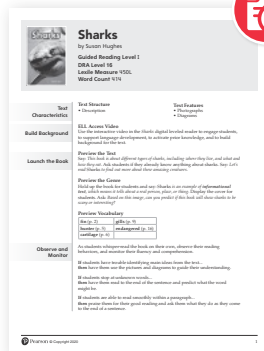 Sharks
Sharks
by Susan Hughes
Guided Reading Level I
DRA Level 16
Lexile Measure 450L
Word Count 414
Text Characteristics
Text Structure
• Description
Text Features
• Photographs
• Diagrams
Build Background
ELL Access Video
Use the interactive video in the Sharks digital leveled reader to engage students,
to support language development, to activate prior knowledge, and to build
background for the text.
Launch the Book
Preview the Text
Say: This book is about different types of sharks, including where they live, and what and
how they eat. Ask students if they already know anything about sharks. Say: Let's
read Sharks to find out more about these amazing creatures.
Preview the Genre
Hold up the book for students and say: Sharks is an example of informational
text, which means it tells about a real person, place, or thing. Display the cover for
students. Ask: Based on this image, can you predict if this book will show sharks to be
scary or interesting?
Preview Vocabulary
fin (p. 2)
gills (p. 9)
hunter (p. 5)
endangered (p. 16)
cartilage (p. 6)
Observe and Monitor
As students whisper-read the book on their own, observe their reading
behaviors, and monitor them fluency and comprehension.
If students have trouble identifying main ideas from the text...
then have them use the pictures and diagrams to guide their understanding.
If students stop at unknown words...
then have them read to the end of the sentence and predict what the word
might be.
If students are able to read smoothly within a paragraph...
then praise them for their good reading and ask them what they do as they come
to the end of a sentence.
Pearson © Copyright 2020
1